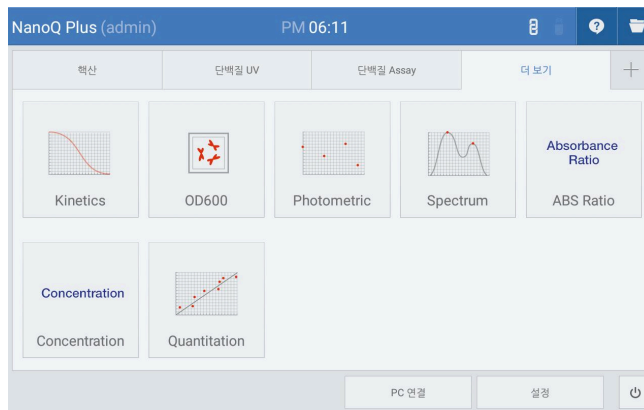 NanoQ Plus (admin) PM 06:11
핵산 단백질 UV 단백질 Assay 더 보기
Kinetics OD600 Photometric Spectrum Absorbance Ratio ABS Ratio
Concentration
Concentration Quantitation
PC 연결 설정